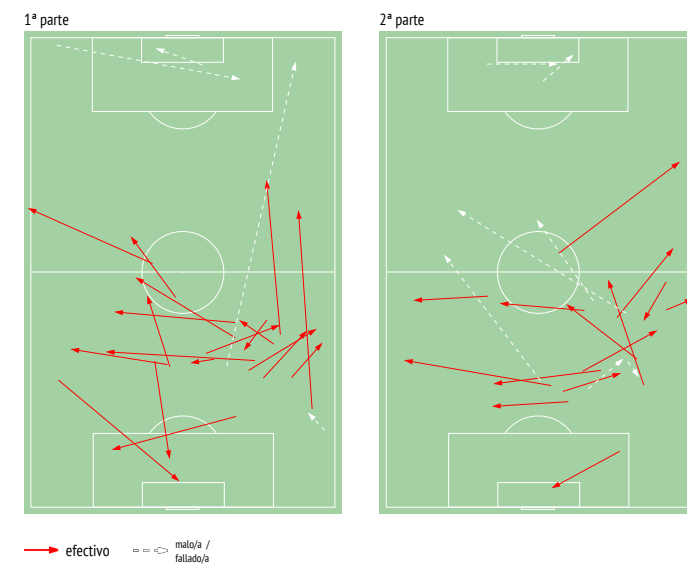 1ª parte
2ª parte
efectivo
malo/a /
fallado/a